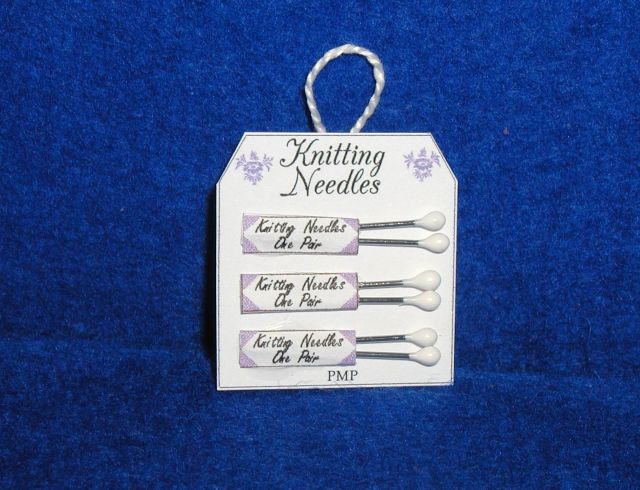 Knitting
Needles
Knitting Needles
One Pair
Knitting Needles
One Pair
Knitting Needles
One Pair
PMP